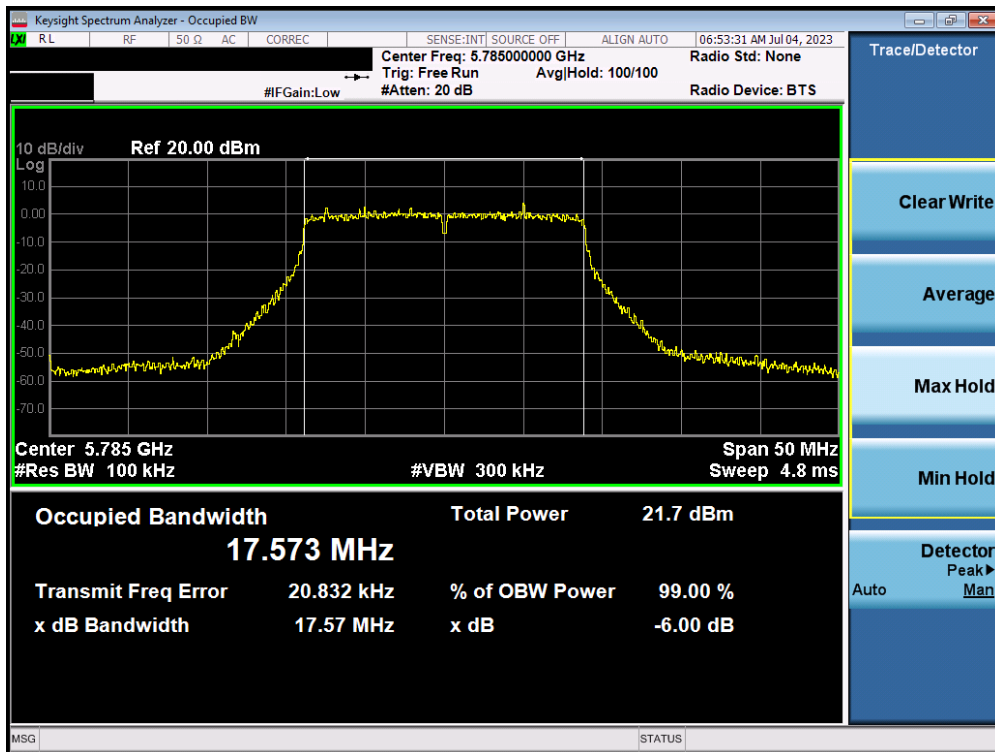 Keysight Spectrum Analyzer - Occupied BW
LXI RL RF 50 Ω AC CORREC SENSE:INT SOURCE OFF ALIGN AUTO 06:53:31 AM Jul 04, 2023
Center Freq: 5.785000000 GHz Radio Std: None
Trig: Free Run Avg|Hold: 100/100
#IFGain:Low #Atten: 20 dB Radio Device: BTS
10 dB/div Ref 20.00 dBm
Log
10.0
0.00
-10.0
-20.0
-30.0
-40.0
-50.0
-60.0
-70.0
Center 5.785 GHz Span 50 MHz
#Res BW 100 kHz #VBW 300 kHz Sweep 4.8 ms
Occupied Bandwidth Total Power 21.7 dBm
17.573 MHz
Transmit Freq Error 20.832 kHz % of OBW Power 99.00 %
x dB Bandwidth 17.57 MHz x dB -6.00 dB
MSG STATUS
Trace/Detector
Clear Write
Average
Max Hold
Min Hold
Detector
Peak▶
Auto Man